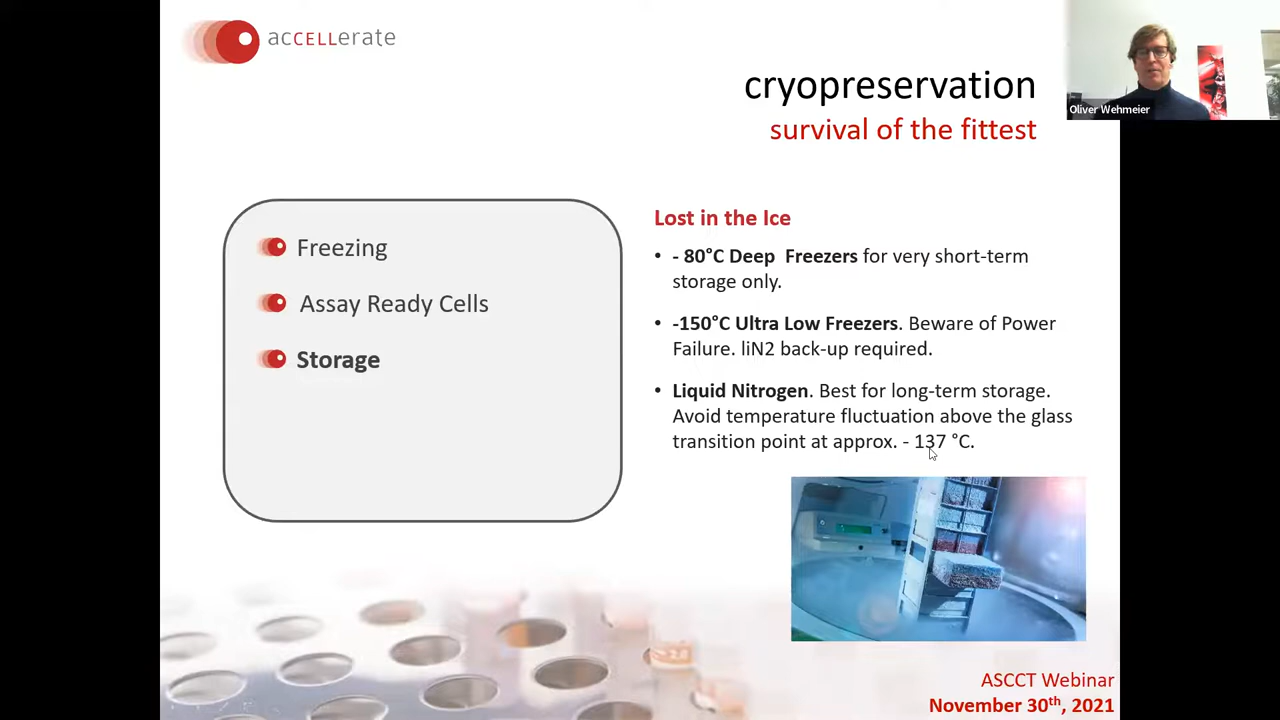 accellerate
cryopreservation
survival of the fittest
Oliver Wehmeier
Freezing
Assay Ready Cells
Storage
Lost in the Ice
• - 80°C Deep Freezers for very short-term
storage only.
• -150°C Ultra Low Freezers. Beware of Power
Failure. liN2 back-up required.
• Liquid Nitrogen. Best for long-term storage.
Avoid temperature fluctuation above the glass
transition point at approx. - 137 °C.
ASCCT Webinar
November 30th, 2021